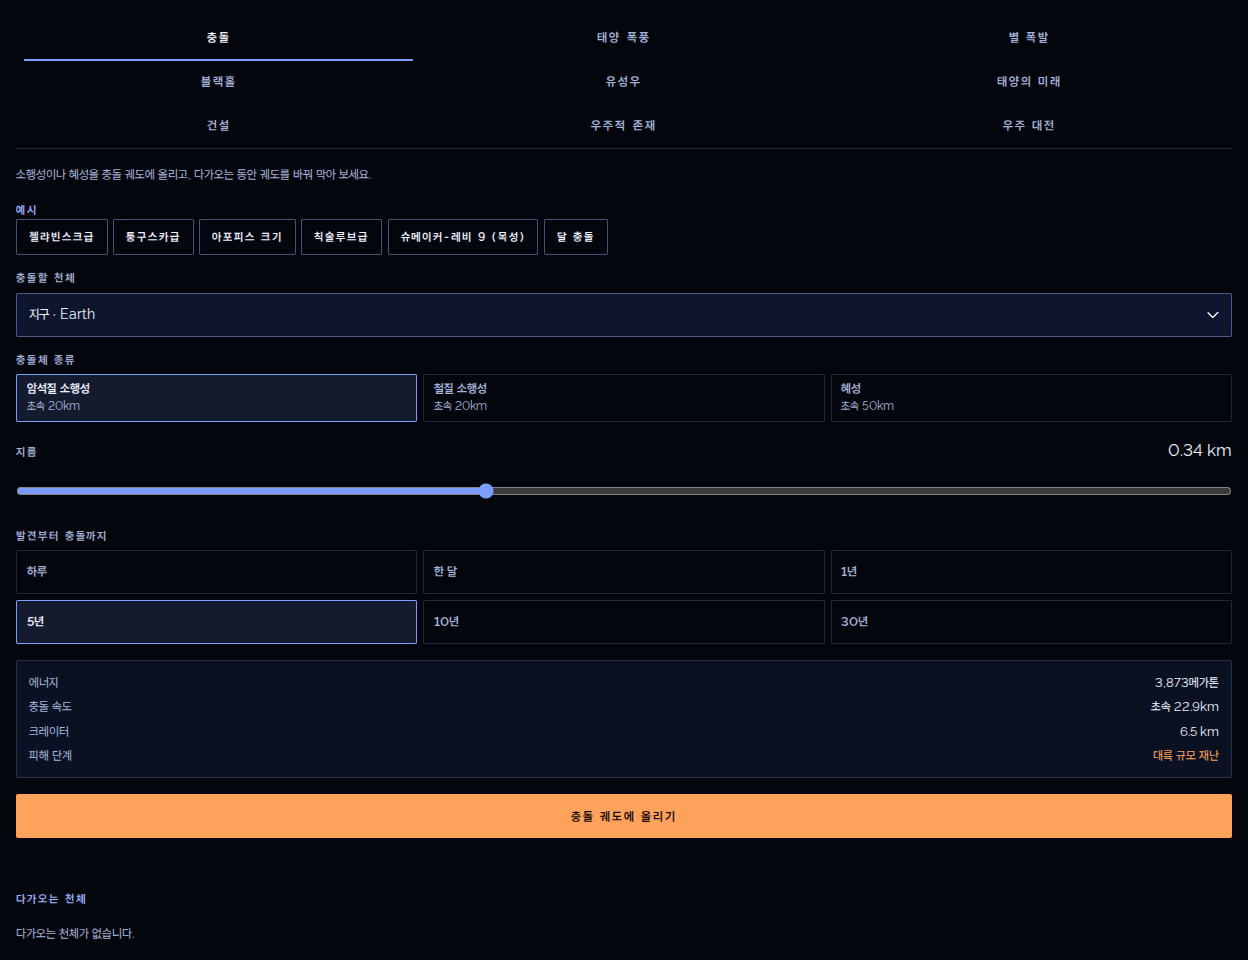 충돌
태양 폭풍
별 폭발
블랙홀
유성우
태양의 미래
건설
우주적 존재
우주 대전
소행성이나 혜성을 충돌 궤도에 올리고, 다가오는 동안 궤도를 바꿔 막아 보세요.
예시
첼랴빈스크급
퉁구스카급
아포피스 크기
칙술루브급
슈메이커-레비 9 (목성)
달 충돌
충돌할 천체
지구 · Earth
충돌체 종류
암석질 소행성
초속 20km
철질 소행성
초속 20km
혜성
초속 50km
지름
0.34 km
발견부터 충돌까지
하루
한 달
1년
5년
10년
30년
에너지
3,873메가톤
충돌 속도
초속 22.9km
크레이터
6.5 km
피해 단계
대륙 규모 재난
충돌 궤도에 올리기
다가오는 천체
다가오는 천체가 없습니다.